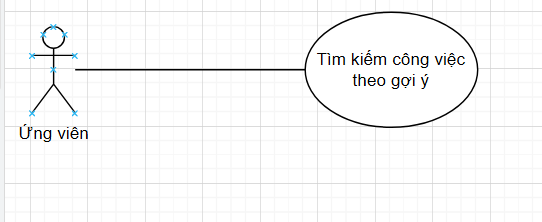 Tìm kiếm công việc
theo gợi ý
Ứng viên